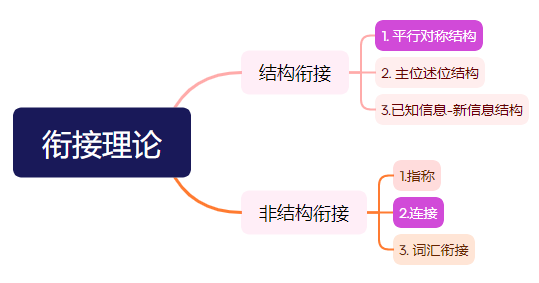 衔接理论
结构衔接
1. 平行对称结构
2. 主位述位结构
3.已知信息-新信息结构
非结构衔接
1.指称
2.连接
3. 词汇衔接